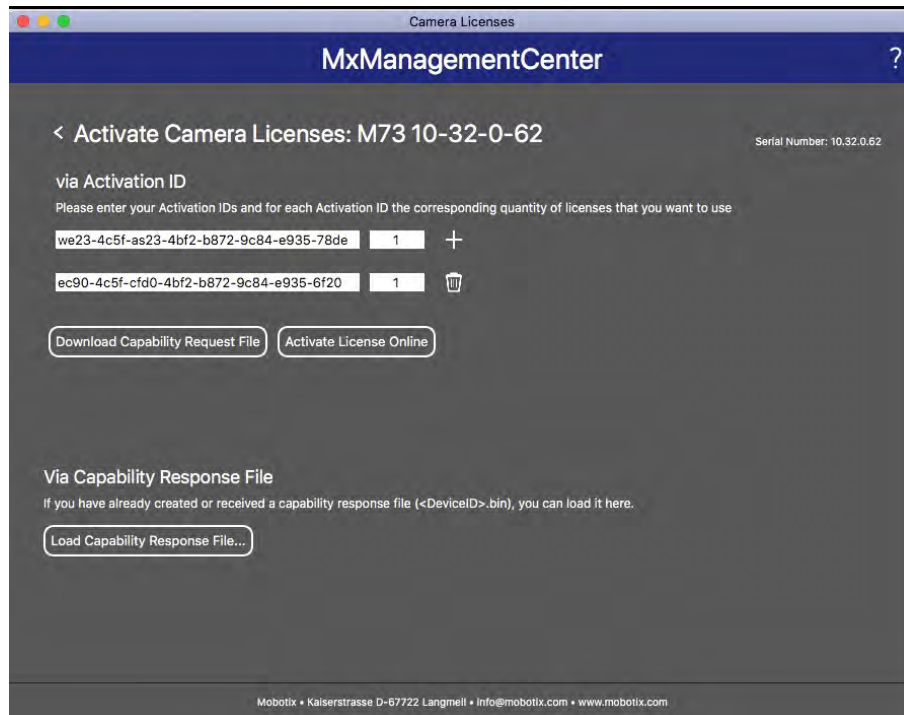 Camera Licenses
MxManagementCenter
?
< Activate Camera Licenses: M73 10-32-0-62
Serial Number: 10.32.0.62
via Activation ID
Please enter your Activation IDs and for each Activation ID the corresponding quantity of licenses that you want to use
we23-4c5f-as23-4bf2-b872-9c84-e935-78de 1 +
ec90-4c5f-cfd0-4bf2-b872-9c84-e935-6f20 1
Download Capability Request File Activate License Online
Via Capability Response File
If you have already created or received a capability response file (<DeviceID>.bin), you can load it here.
Load Capability Response File...
Mobotix • Kaiserstrasse D-67722 Langmeil • info@mobotix.com • www.mobotix.com